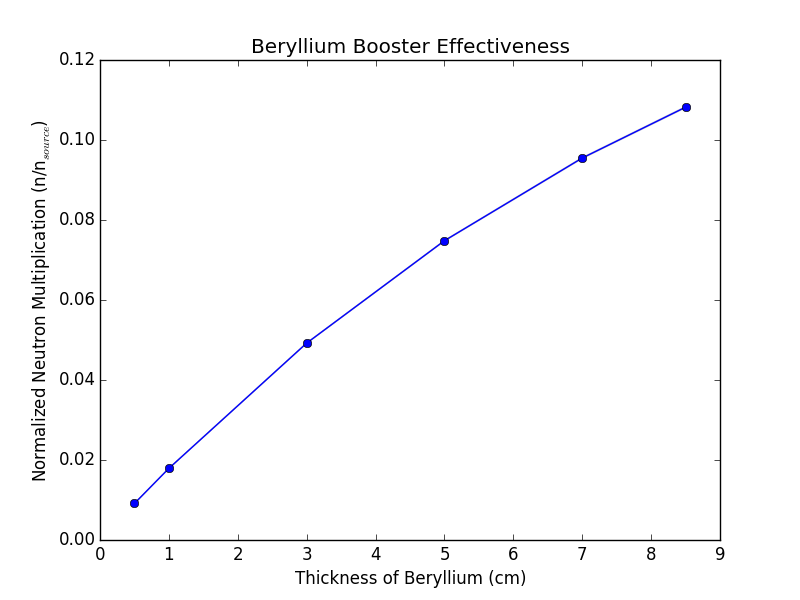 Beryllium Booster Effectiveness
0.12
0.10
0.08
0.06
0.04
0.02
0.00
Normalized Neutron Multiplication (n/n_source)
0 1 2 3 4 5 6 7 8 9
Thickness of Beryllium (cm)